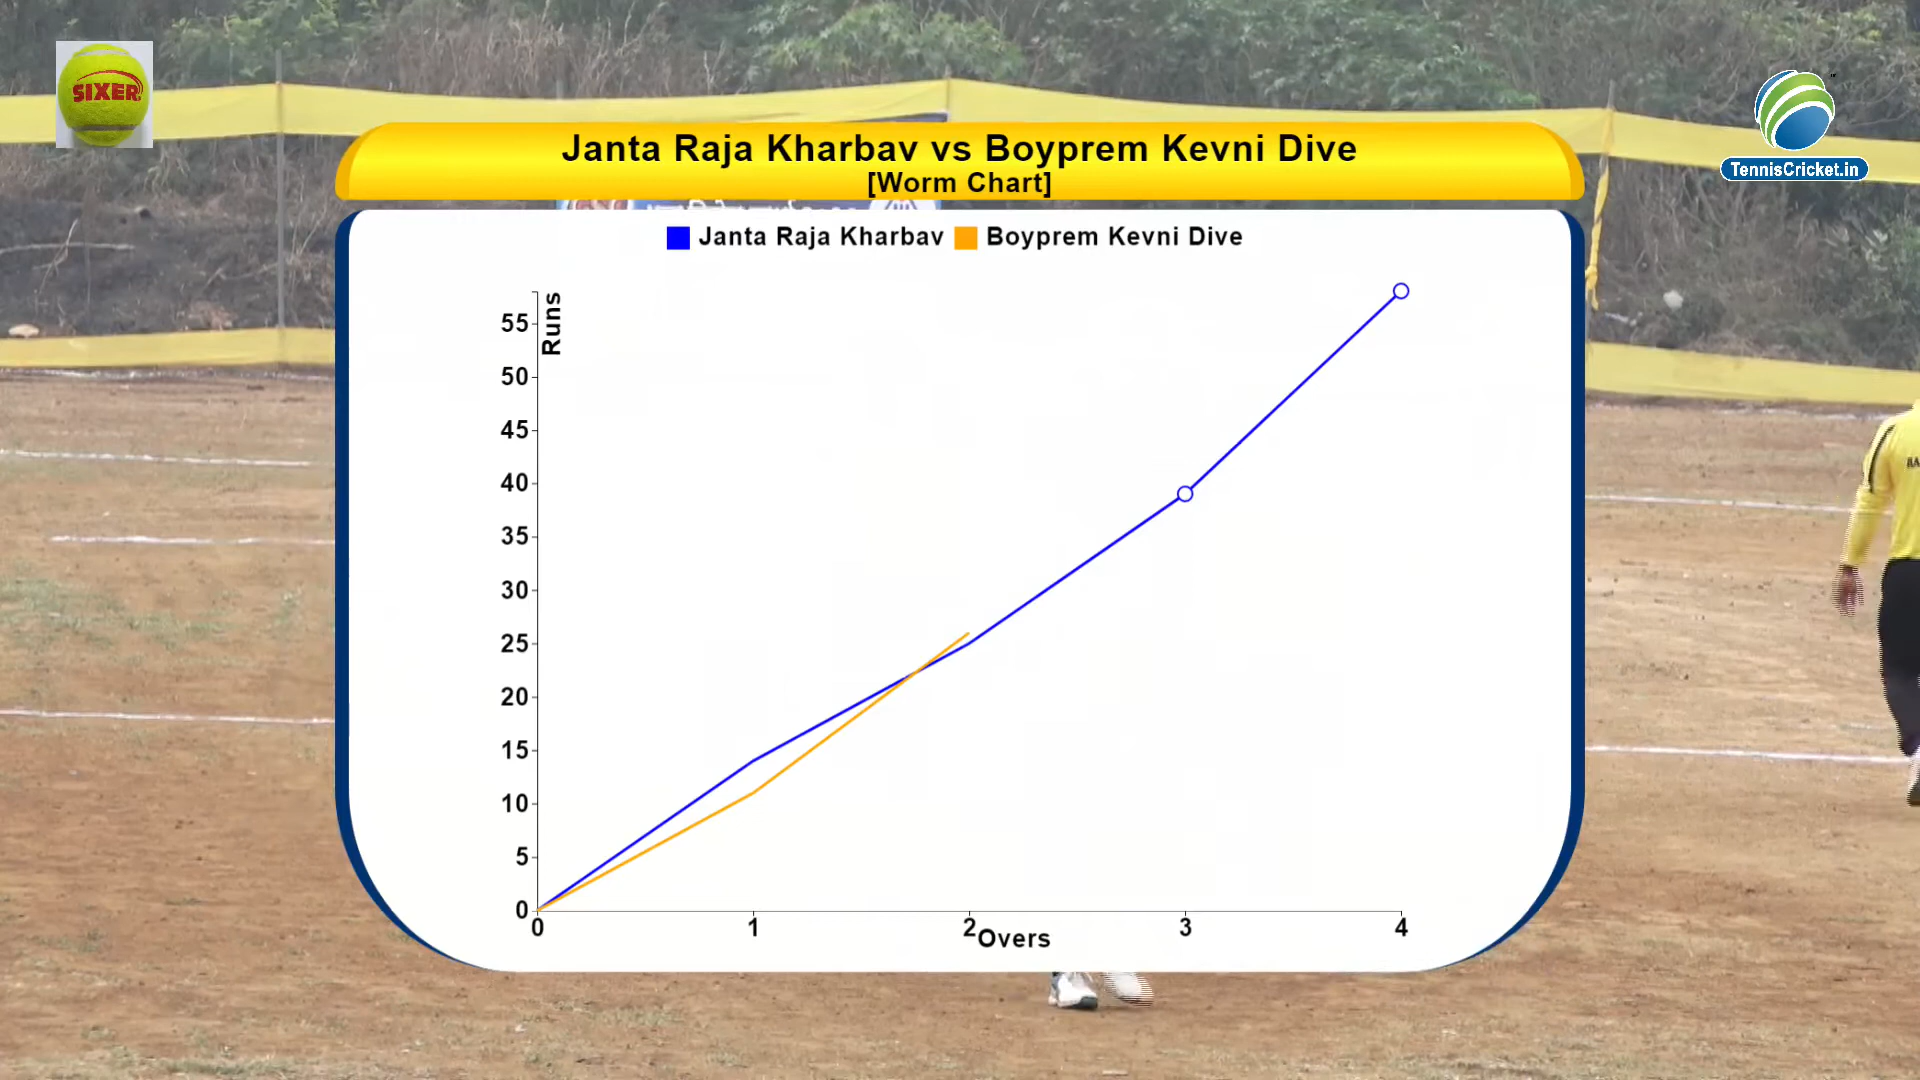 SIXER
TennisCricket.in
Janta Raja Kharbav vs Boyprem Kevni Dive
[Worm Chart]
Janta Raja Kharbav
Boyprem Kevni Dive
Runs
55
50
45
40
35
30
25
20
15
10
5
0
0 1 2 3 4
Overs